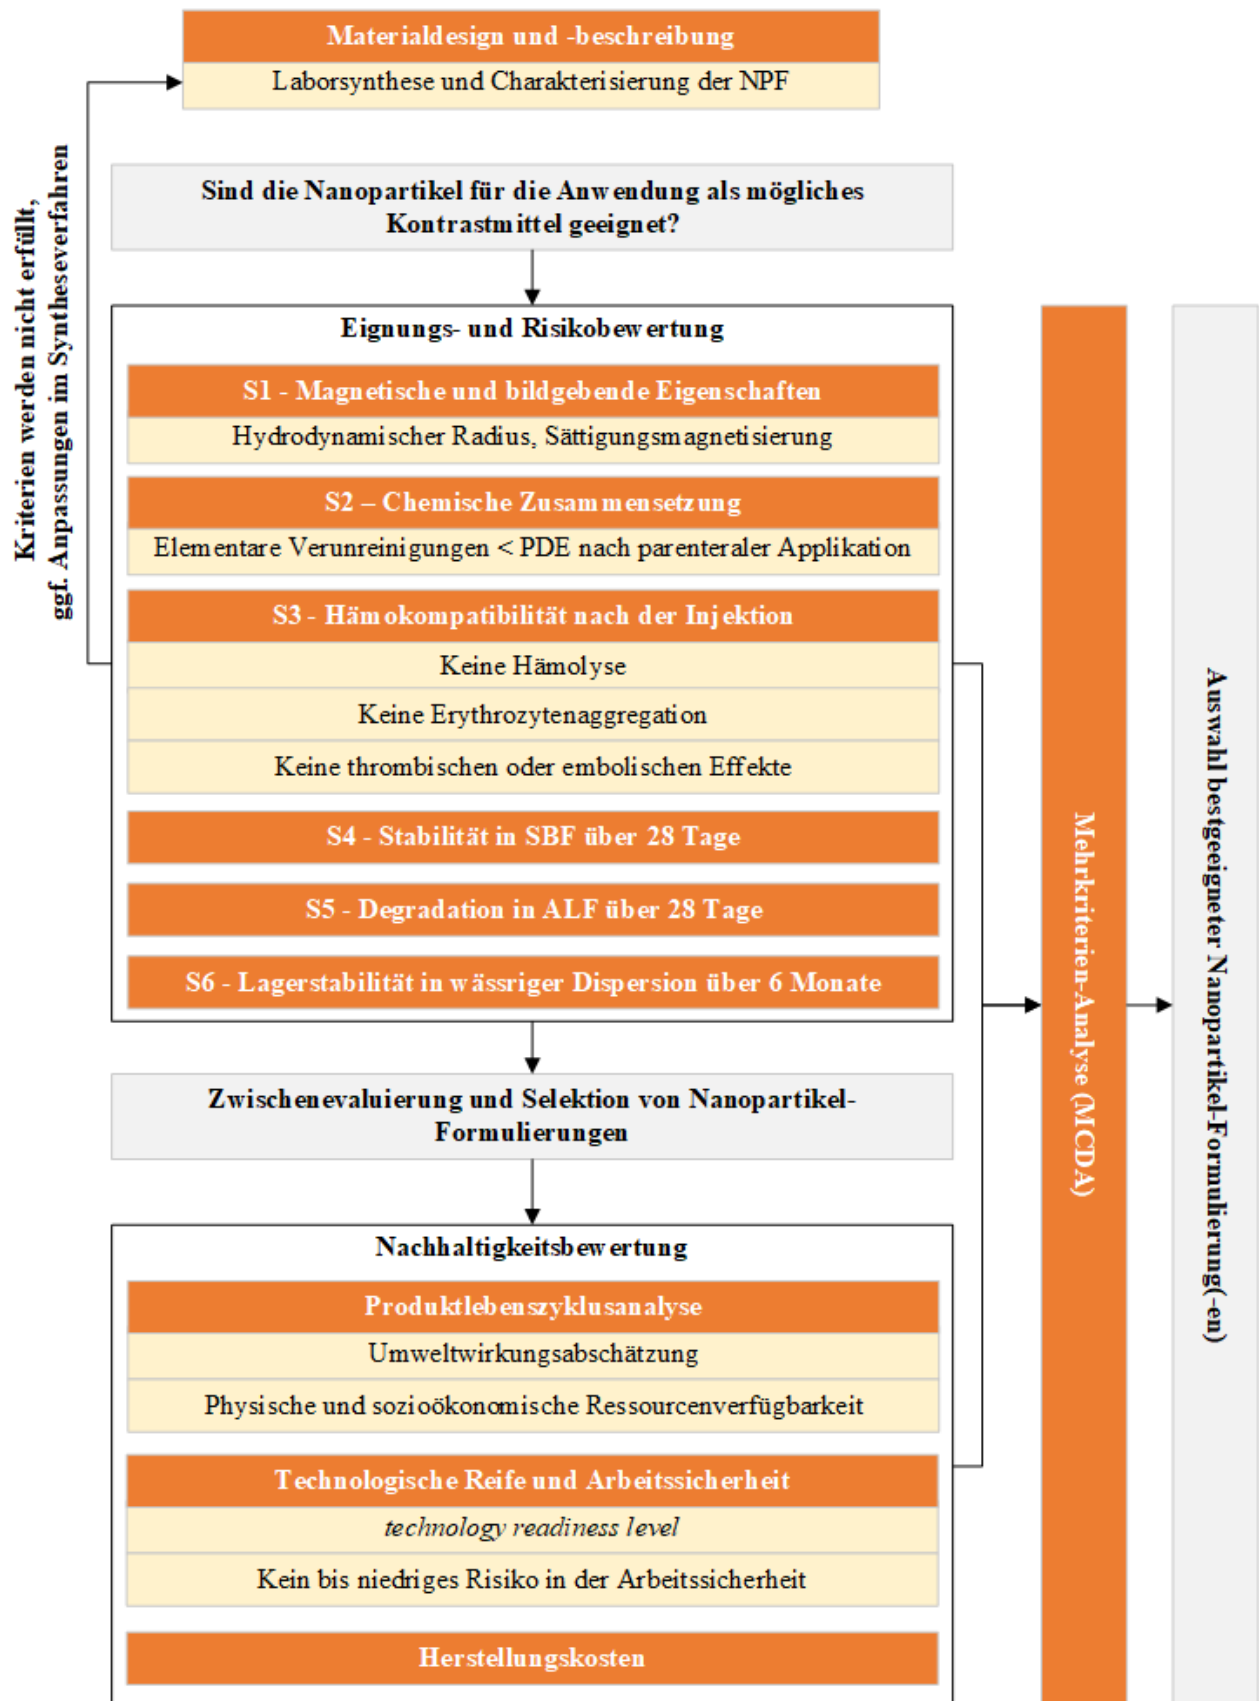 Materialdesign und -beschreibung
Laborsynthese und Charakterisierung der NPF
Kriterien werden nicht erfüllt,
ggf. Anpassungen im Syntheseverfahren
Sind die Nanopartikel für die Anwendung als mögliches
Kontrastmittel geeignet?
Eignungs- und Risikobewertung
S1 - Magnetische und bildgebende Eigenschaften
Hydrodynamischer Radius, Sättigungsmagnetisierung
S2 – Chemische Zusammensetzung
Elementare Verunreinigungen < PDE nach parenteraler Applikation
S3 - Hämokompatibilität nach der Injektion
Keine Hämolyse
Keine Erythrozytenaggregation
Keine thrombischen oder embolischen Effekte
S4 - Stabilität in SBF über 28 Tage
S5 - Degradation in ALF über 28 Tage
S6 - Lagerstabilität in wässriger Dispersion über 6 Monate
Zwischenevaluierung und Selektion von Nanopartikel-
Formulierungen
Nachhaltigkeitsbewertung
Produktlebenszyklusanalyse
Umweltwirkungsabschätzung
Physische und sozioökonomische Ressourcenverfügbarkeit
Technologische Reife und Arbeitssicherheit
technology readiness level
Kein bis niedriges Risiko in der Arbeitssicherheit
Herstellungskosten
Mehrkriterien-Analyse (MCDA)
Auswahl bestgeeigneter Nanopartikel-Formulierung(-en)